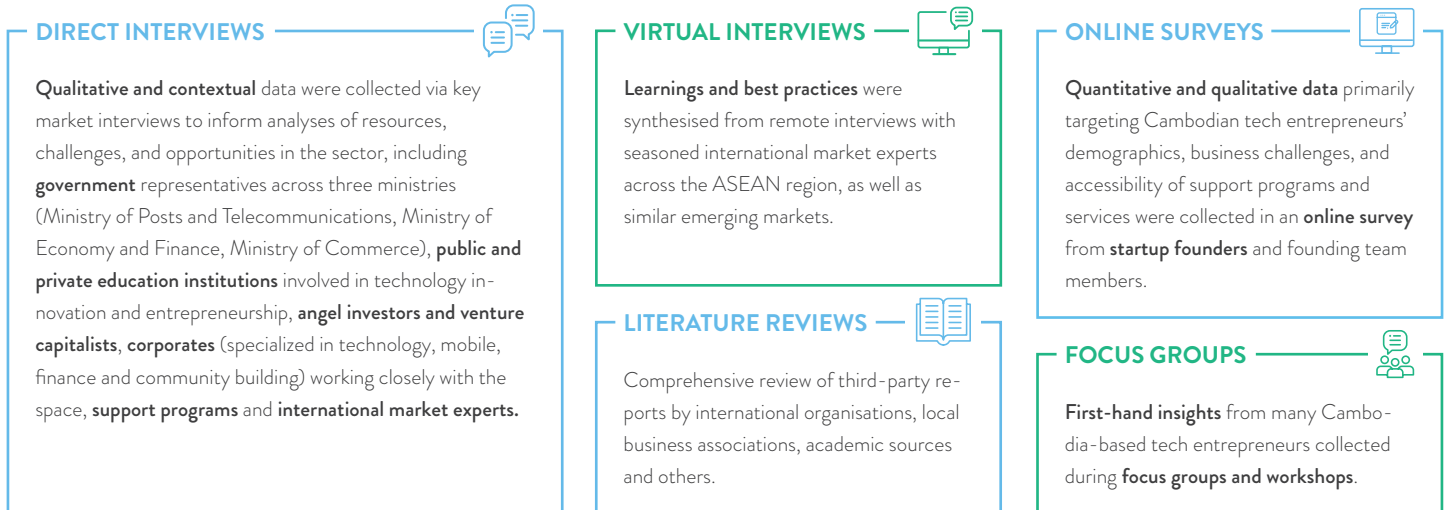 DIRECT INTERVIEWS
Qualitative and contextual data were collected via key
market interviews to inform analyses of resources,
challenges, and opportunities in the sector, including
government representatives across three ministries
(Ministry of Posts and Telecommunications, Ministry of
Economy and Finance, Ministry of Commerce), public and
private education institutions involved in technology in-
novation and entrepreneurship, angel investors and venture
capitalists, corporates (specialized in technology, mobile,
finance and community building) working closely with the
space, support programs and international market experts.
VIRTUAL INTERVIEWS
Learnings and best practices were
synthesised from remote interviews with
seasoned international market experts
across the ASEAN region, as well as
similar emerging markets.
LITERATURE REVIEWS
Comprehensive review of third-party re-
ports by international organisations, local
business associations, academic sources
and others.
ONLINE SURVEYS
Quantitative and qualitative data primarily
targeting Cambodian tech entrepreneurs'
demographics, business challenges, and
accessibility of support programs and
services were collected in an online survey
from startup founders and founding team
members.
FOCUS GROUPS
First-hand insights from many Cambo-
dia-based tech entrepreneurs collected
during focus groups and workshops.